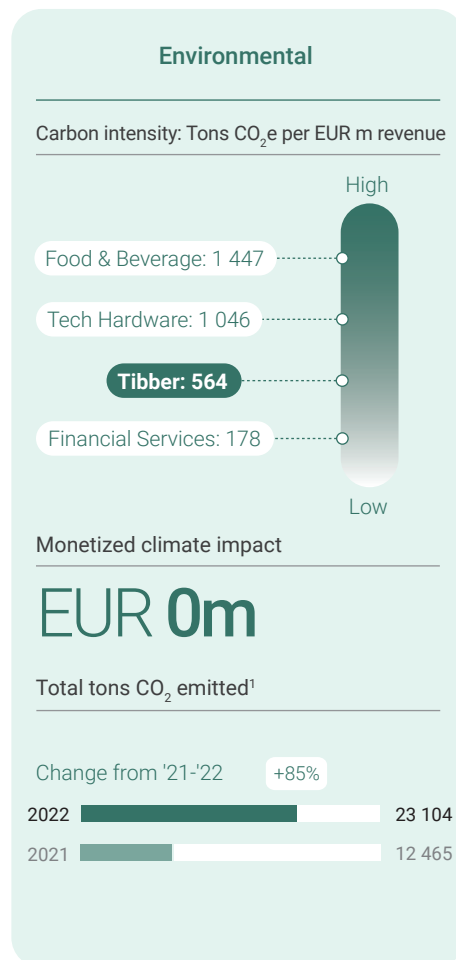 Environmental
Carbon intensity: Tons CO₂e per EUR m revenue
High
Food & Beverage: 1 447
Tech Hardware: 1 046
Tibber: 564
Financial Services: 178
Low
Monetized climate impact
EUR 0m
Total tons CO₂ emitted¹
Change from '21-'22 +85%
2022 23 104
2021 12 465